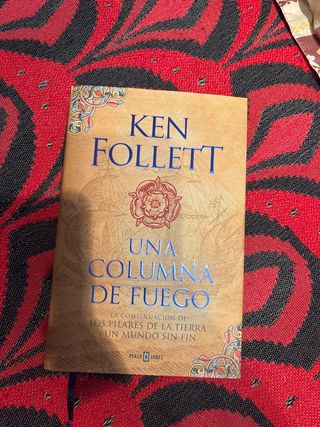 KEN
FOLLETT
UNA
COLUMNA
DE FUEGO
LA CONTINUACIÓN DE
LOS PILARES DE LA TIERRA
Y UN MUNDO SIN FIN
PLAZA JANÉS